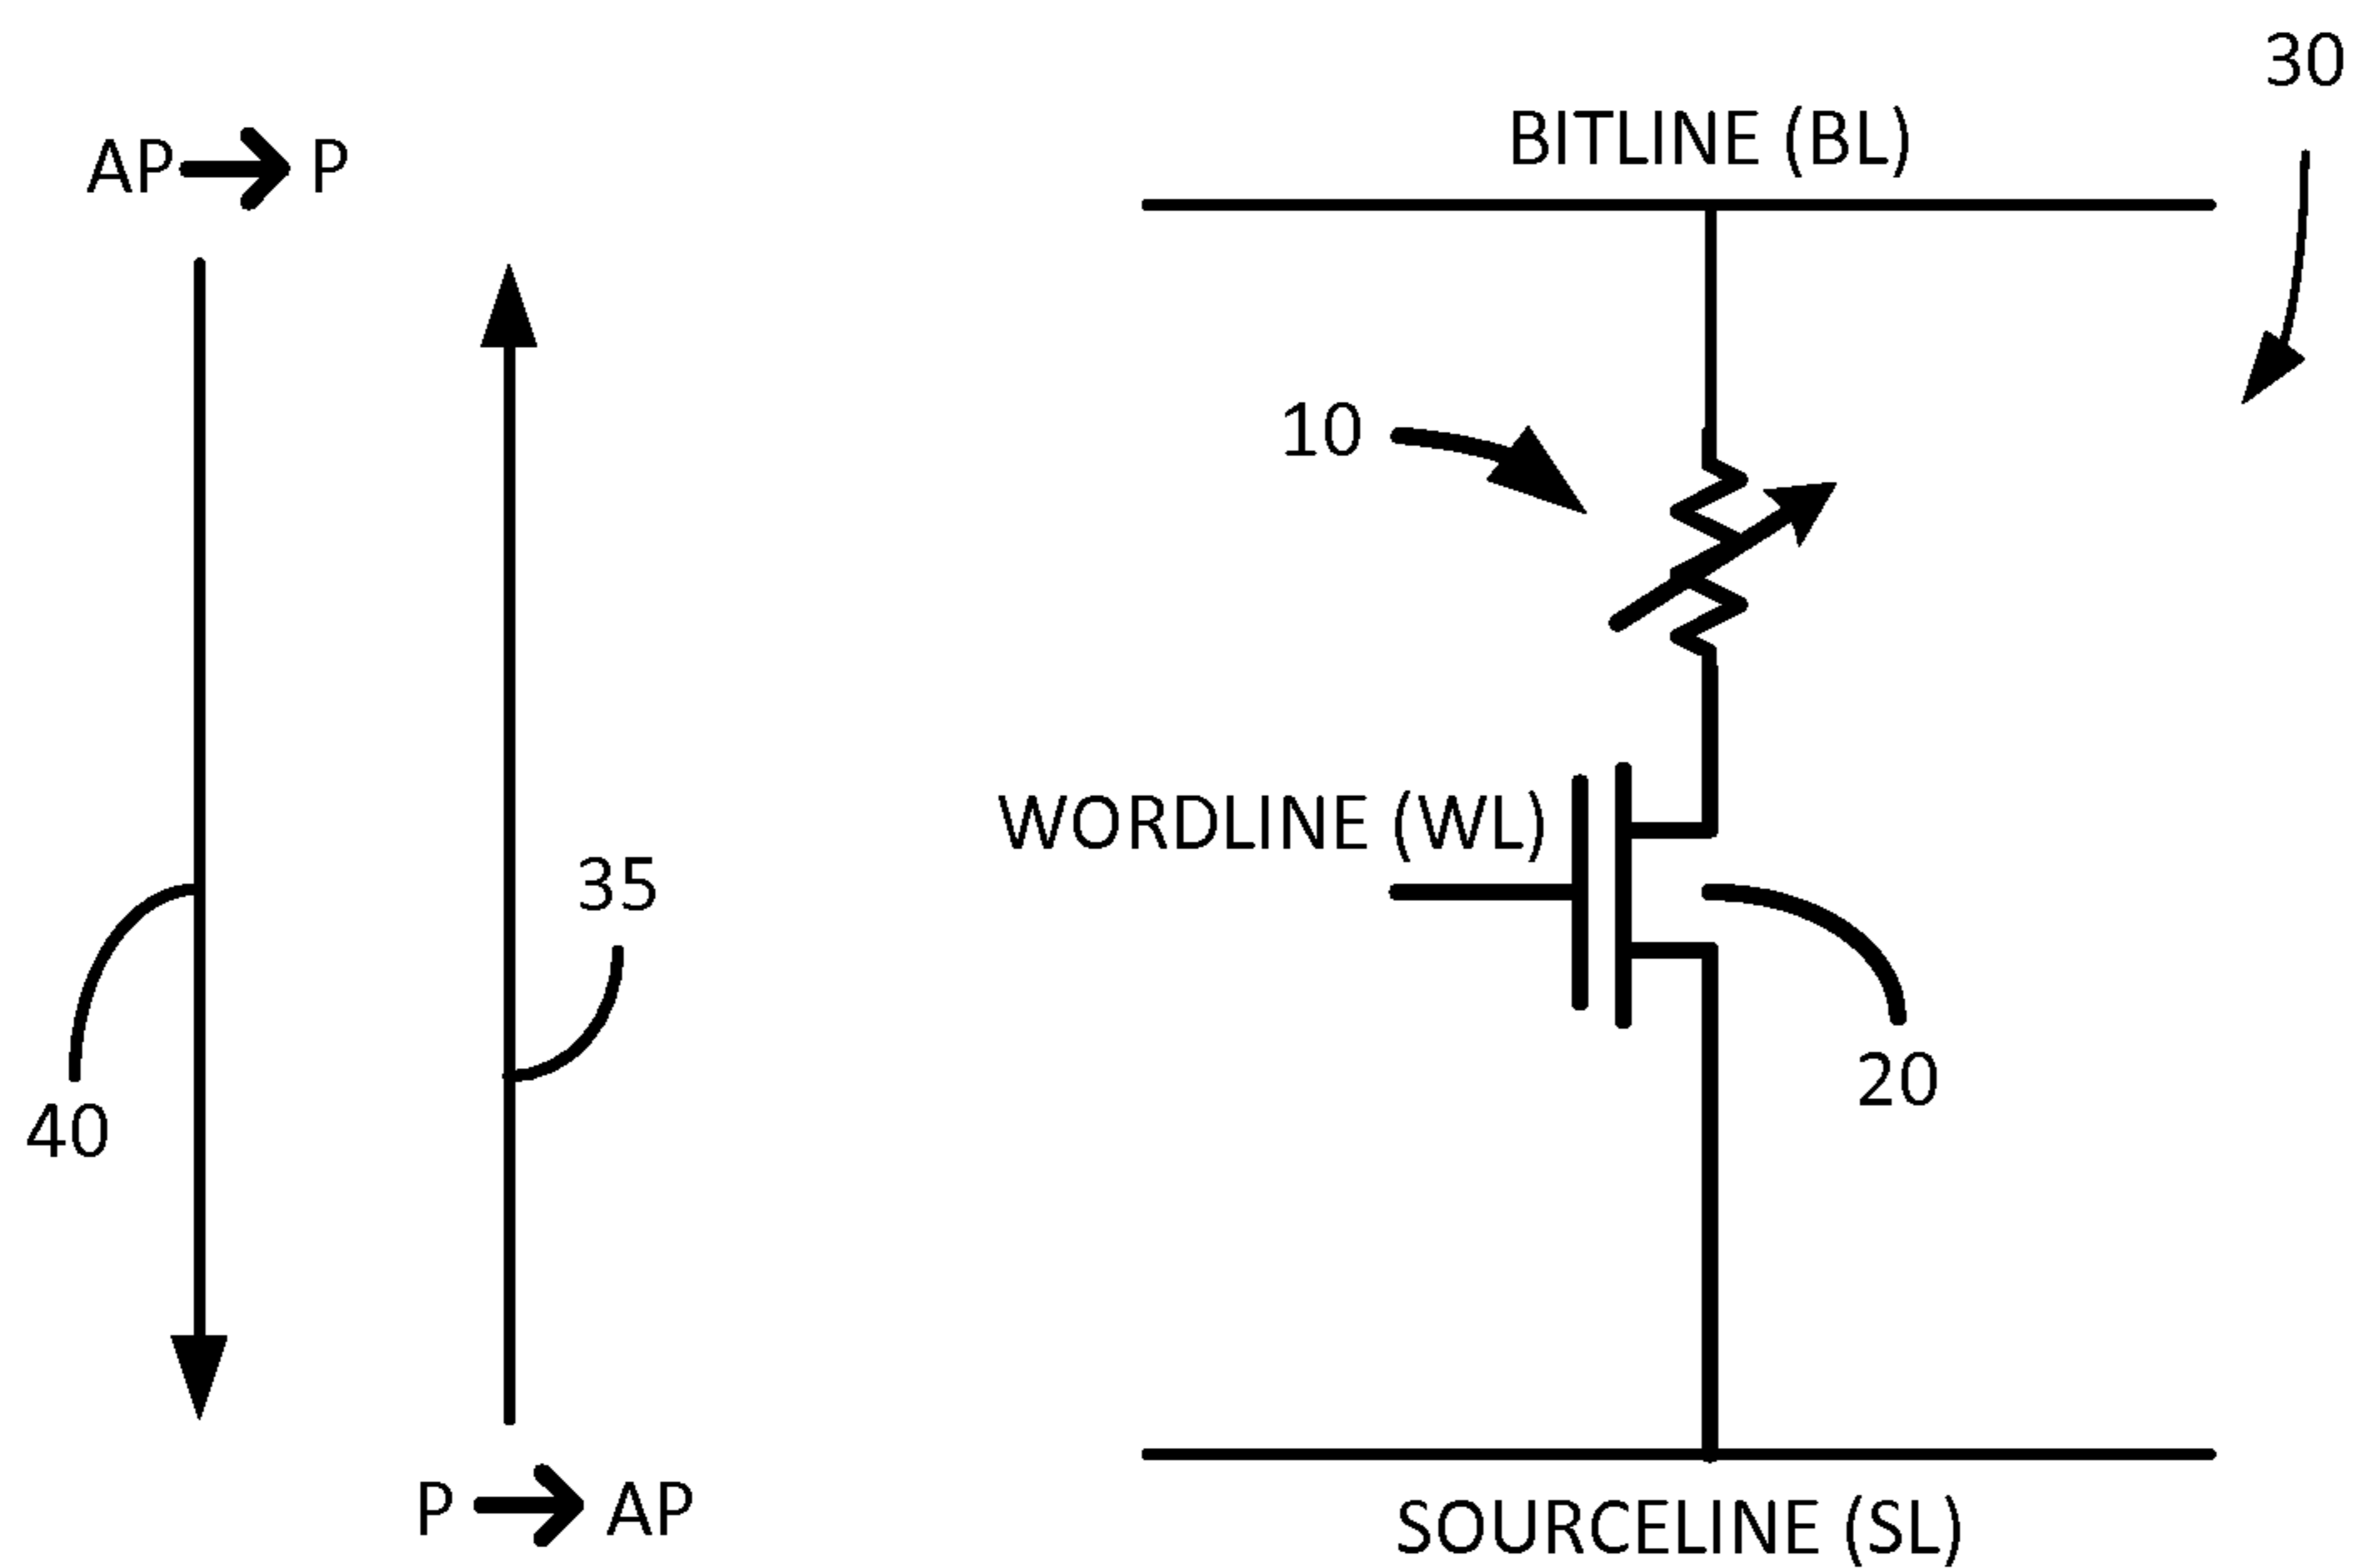 30
BITLINE (BL)
AP → P
10
WORDLINE (WL)
35
20
40
P → AP
SOURCELINE (SL)